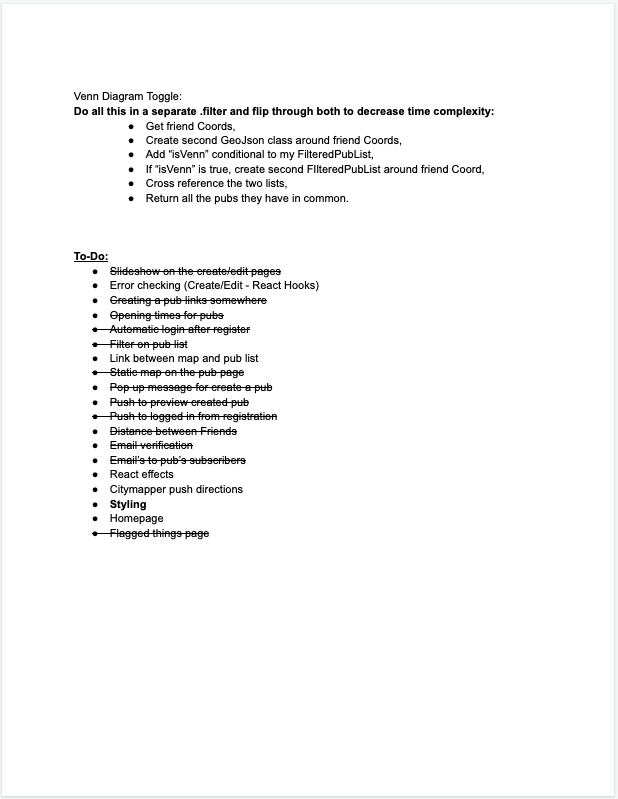 Venn Diagram Toggle:
Do all this in a separate .filter and flip through both to decrease time complexity:
● Get friend Coords,
● Create second GeoJson class around friend Coords,
● Add “isVenn” conditional to my FilteredPubList,
● If “isVenn” is true, create second FIlteredPubList around friend Coord,
● Cross reference the two lists,
● Return all the pubs they have in common.
To-Do:
● Slideshow on the create/edit pages
● Error checking (Create/Edit - React Hooks)
● Creating a pub links somewhere
● Opening times for pubs
● Automatic login after register
● Filter on pub list
● Link between map and pub list
● Static map on the pub page
● Pop up message for create a pub
● Push to preview created pub
● Push to logged in from registration
● Distance between Friends
● Email verification
● Email's to pub's subscribers
● React effects
● Citymapper push directions
● Styling
● Homepage
● Flagged things page